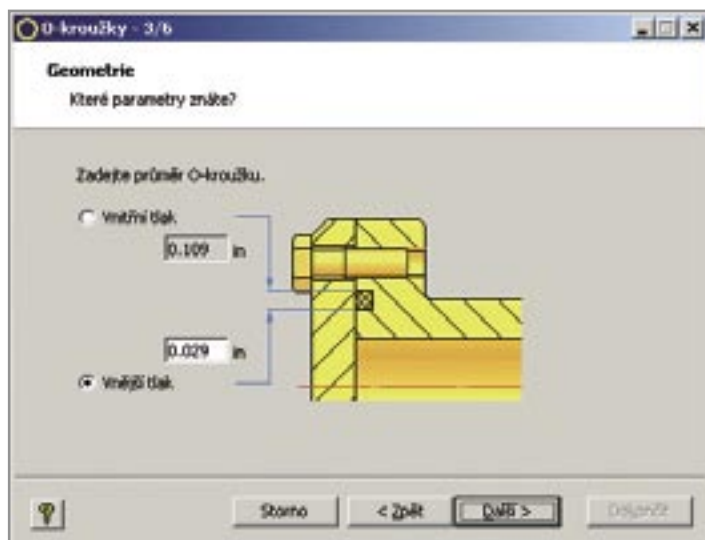 O-kroužky - 3/6
Geometrie
Které parametry znáte?
Zadejte průměr O-kroužku.
Vnitřní tlak
0.109 in
0.029 in
Vnější tlak
Storno
< Zpět
Další >
Dokončit